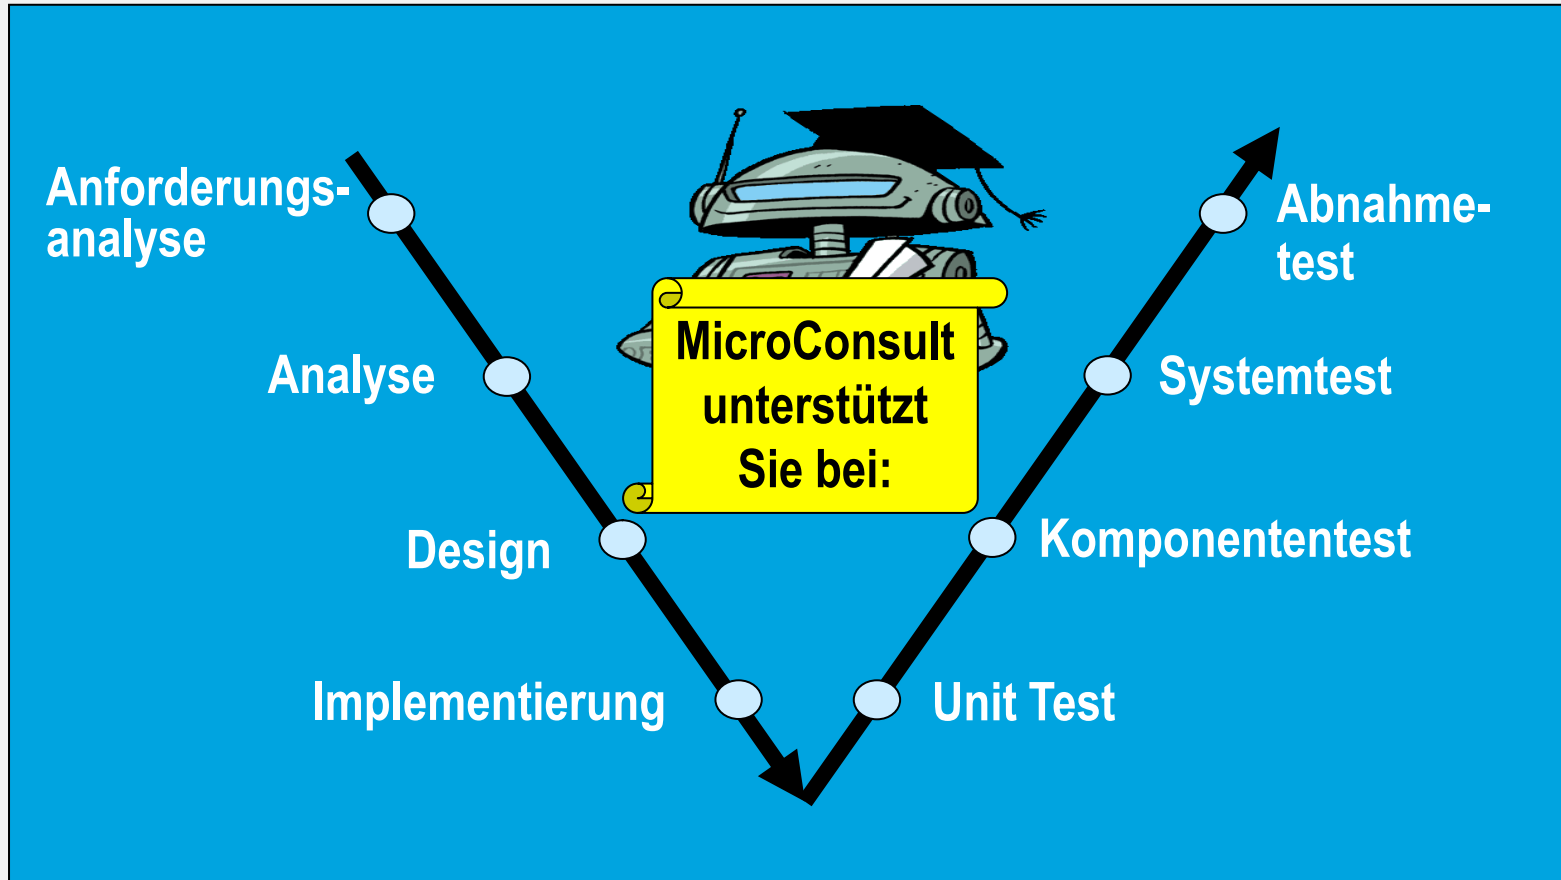 Anforderungs-
analyse
Analyse
Design
Implementierung
MicroConsult
unterstützt
Sie bei:
Abnahme-
test
Systemtest
Komponententest
Unit Test